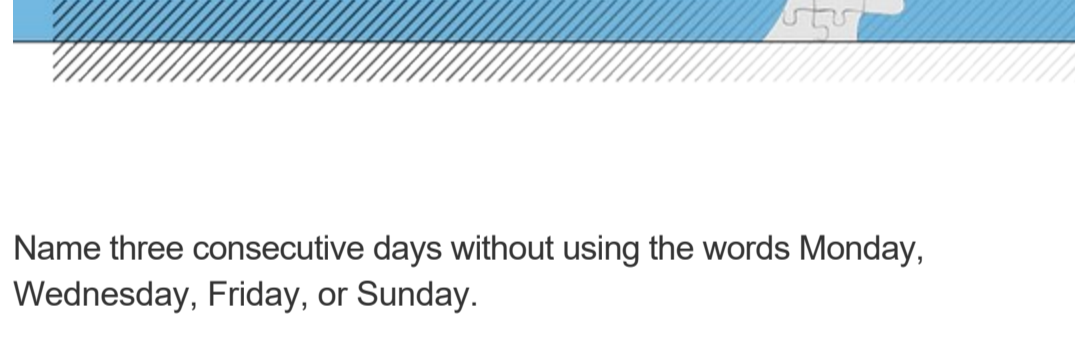 Name three consecutive days without using the words Monday,
Wednesday, Friday, or Sunday.